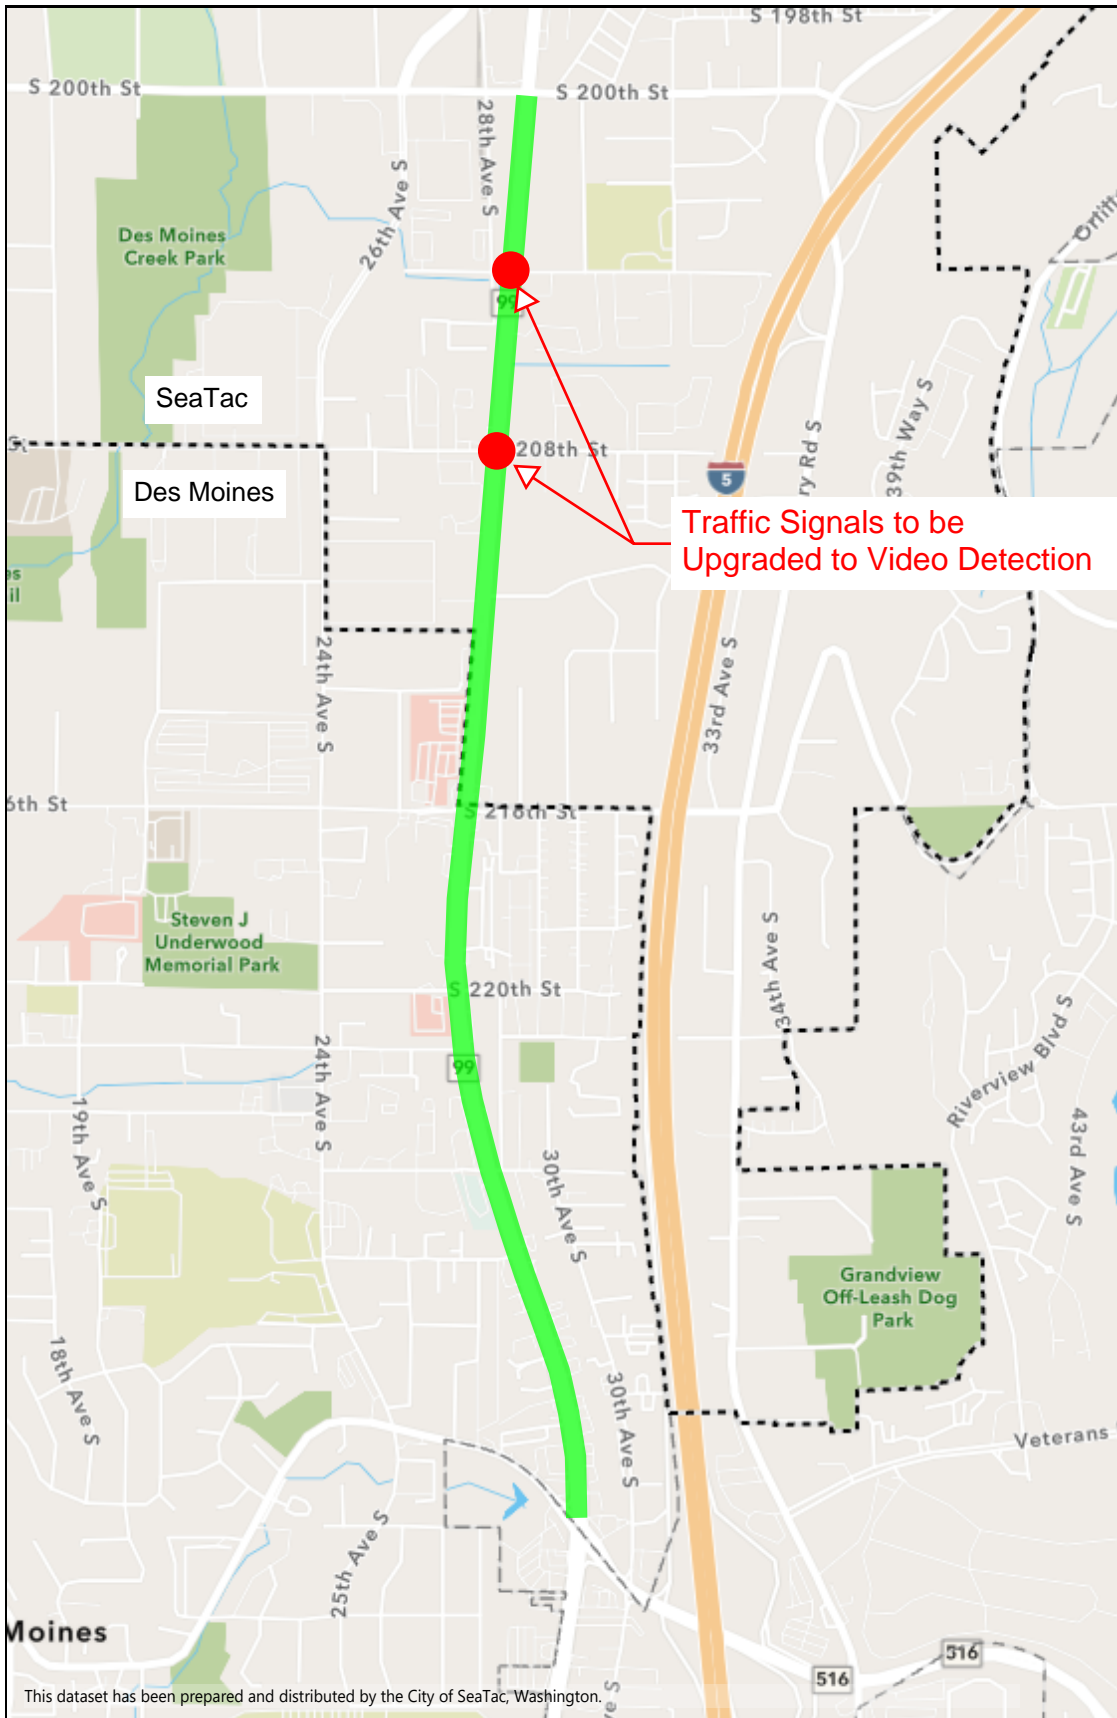 S 198th St
S 200th St
S 200th St
28th Ave S
26th Ave S
Des Moines
Creek Park
99
SeaTac
208th St
39th Way S
5
Des Moines
Traffic Signals to be
Upgraded to Video Detection
24th Ave S
33rd Ave S
6th St
S 216th St
Steven J
Underwood
Memorial Park
S 220th St
34th Ave S
99
24th Ave S
19th Ave S
Riverview Blvd S
43rd Ave S
30th Ave S
Grandview
Off-Leash Dog
Park
18th Ave S
30th Ave S
Veterans
25th Ave S
Moines
516
516
This dataset has been prepared and distributed by the City of SeaTac, Washington.